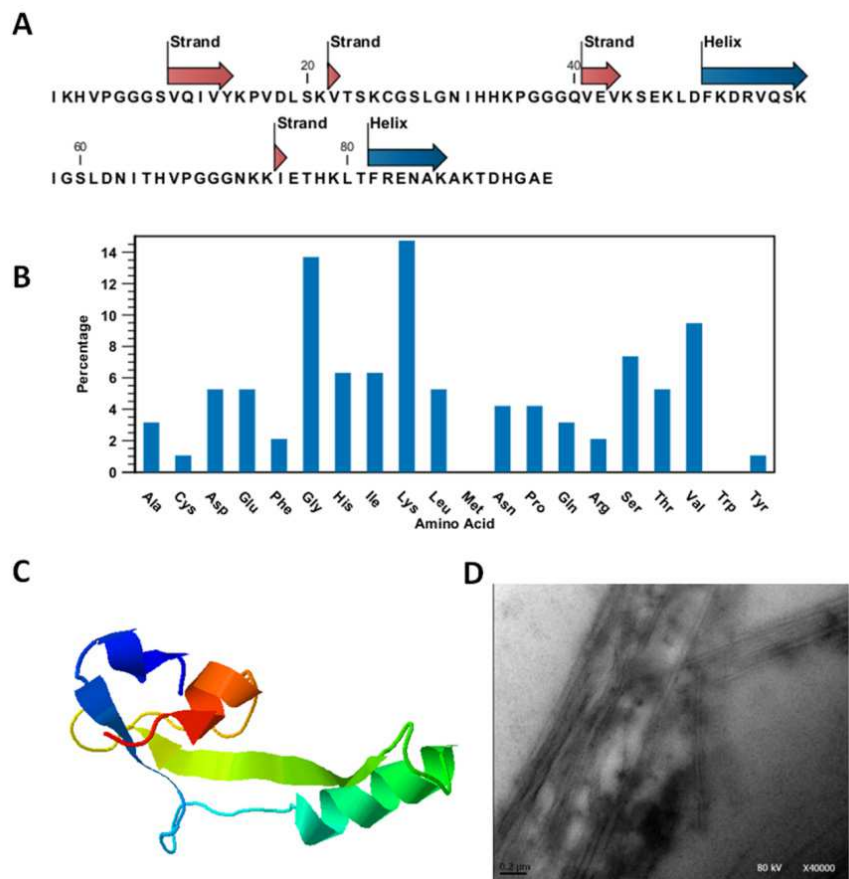 A
Strand Strand Strand Helix
20 40
IKHVPGGGSVQIVYKPVDLSKVTSKCGSLGNIHHKPGGGQVEVKSEKLDFKDRVQSK
Strand Helix
60 80
IGSLDNITHVPGGGNKKIETHKLTFRENAKAKTDHGAE
B
Percentage
14
12
10
8
6
4
2
0
Ala Cys Asp Glu Phe Gly His Ile Lys Leu Met Asn Pro Gln Arg Ser Thr Val Trp Tyr
Amino Acid
C
D
0.2 µm
80 kV X40000